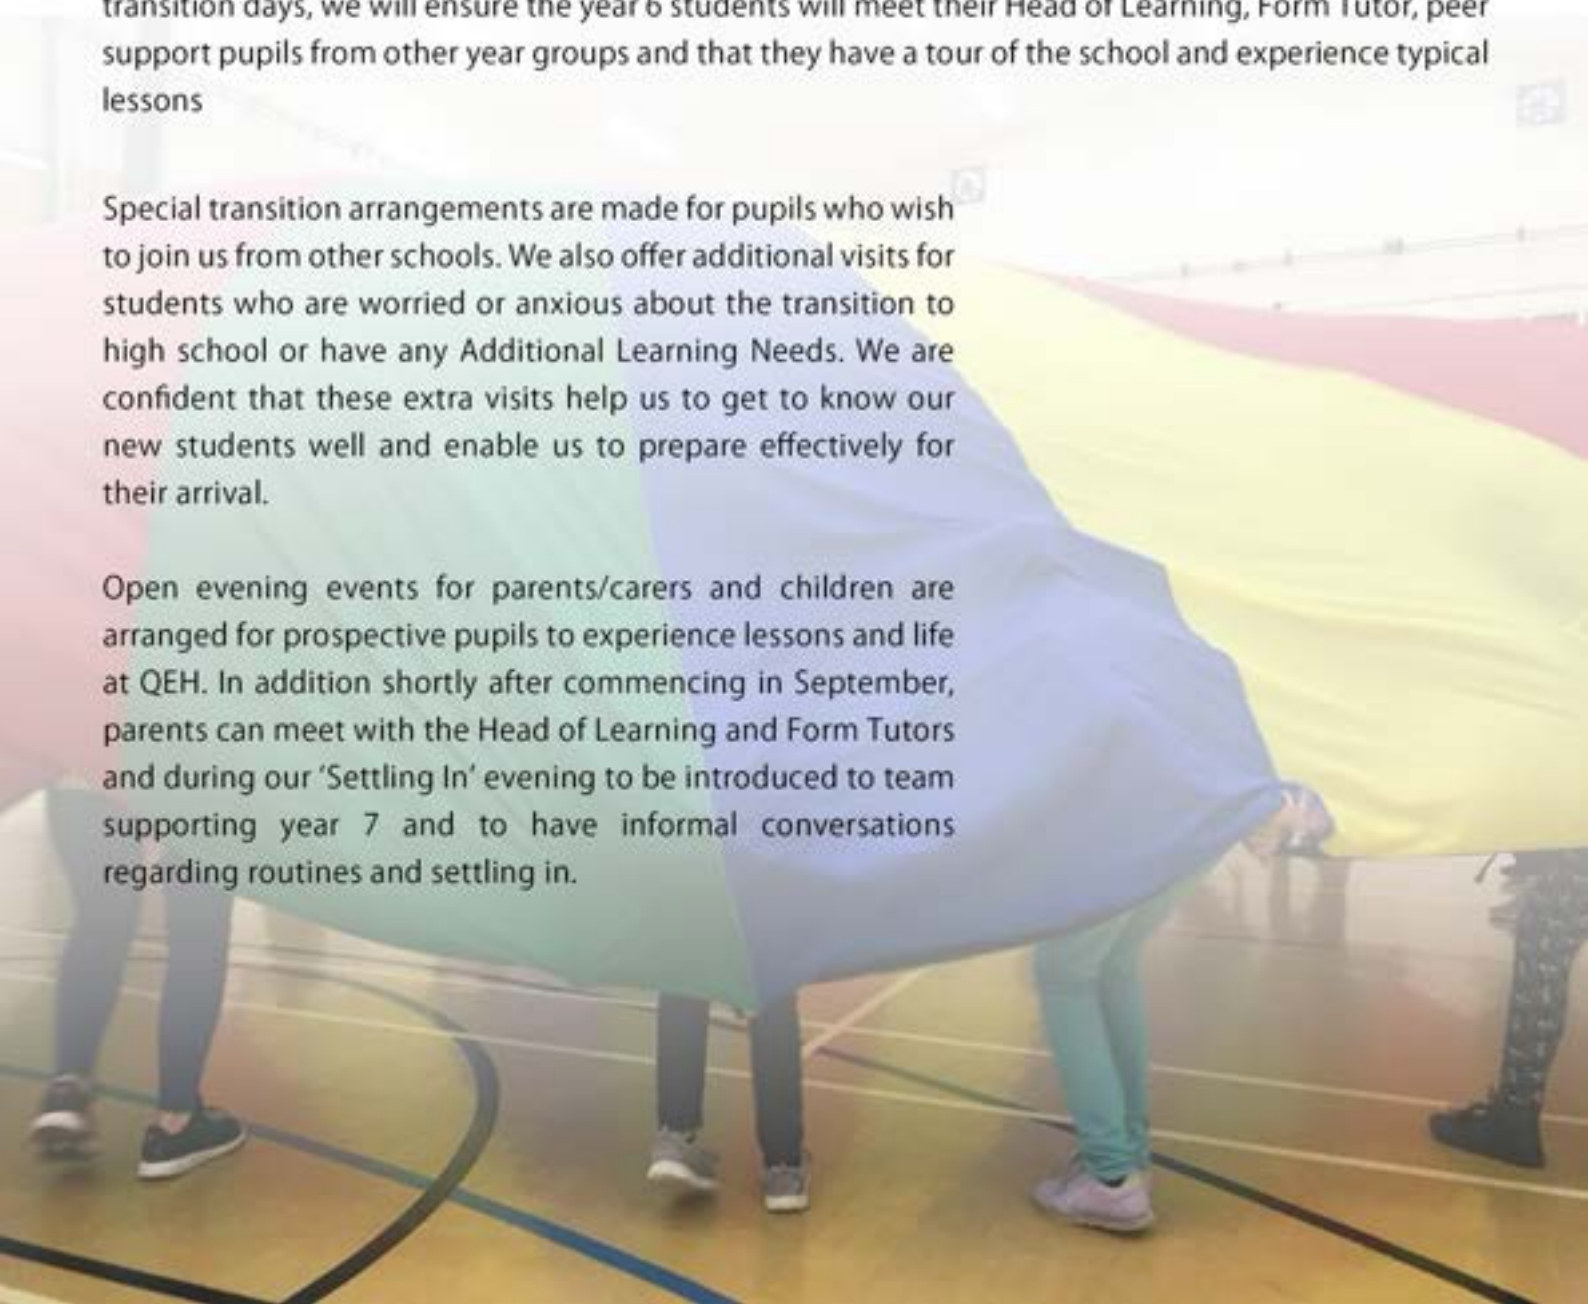 transition days, we will ensure the year 6 students will meet their Head of Learning, Form Tutor, peer
support pupils from other year groups and that they have a tour of the school and experience typical
lessons
Special transition arrangements are made for pupils who wish
to join us from other schools. We also offer additional visits for
students who are worried or anxious about the transition to
high school or have any Additional Learning Needs. We are
confident that these extra visits help us to get to know our
new students well and enable us to prepare effectively for
their arrival.
Open evening events for parents/carers and children are
arranged for prospective pupils to experience lessons and life
at QEH. In addition shortly after commencing in September,
parents can meet with the Head of Learning and Form Tutors
and during our ‘Settling In’ evening to be introduced to team
supporting year 7 and to have informal conversations
regarding routines and settling in.